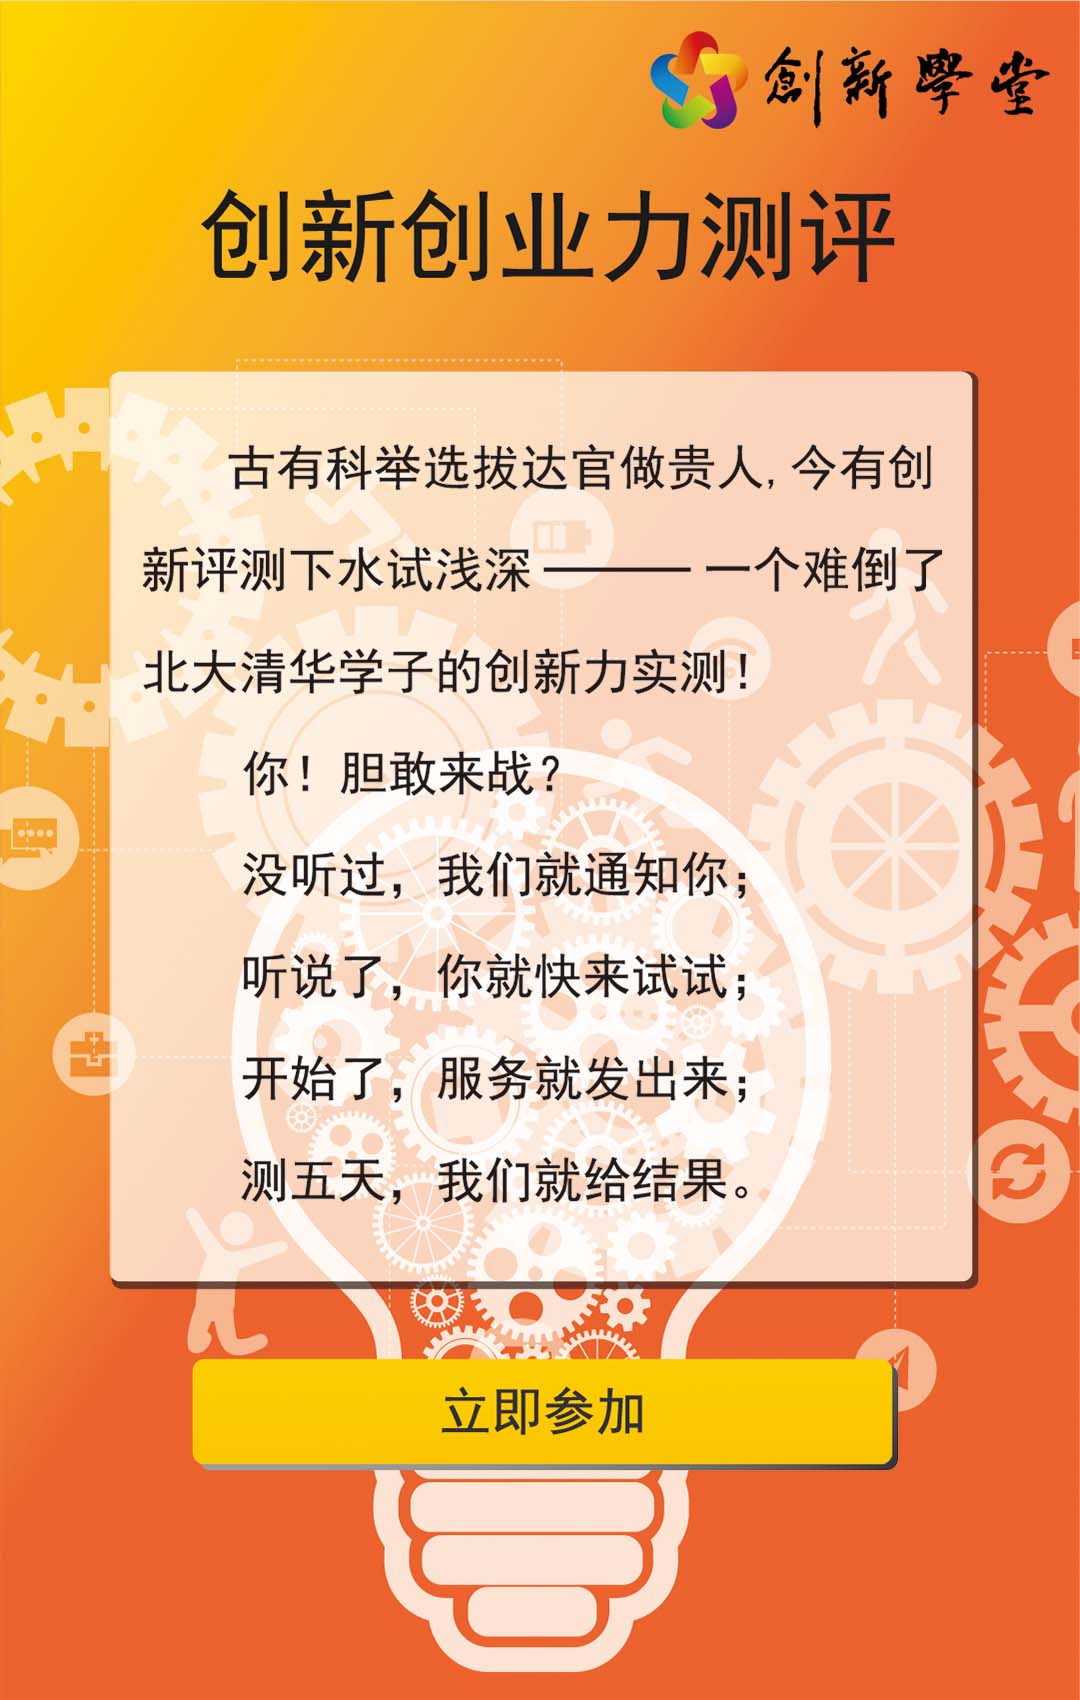 創新學堂
创新创业力测评
古有科举选拔达官做贵人,今有创
新评测下水试浅深———一个难倒了
北大清华学子的创新力实测！
你！胆敢来战？
没听过，我们就通知你；
听说了，你就快来试试；
开始了，服务就发出来；
测五天，我们就给结果。
立即参加